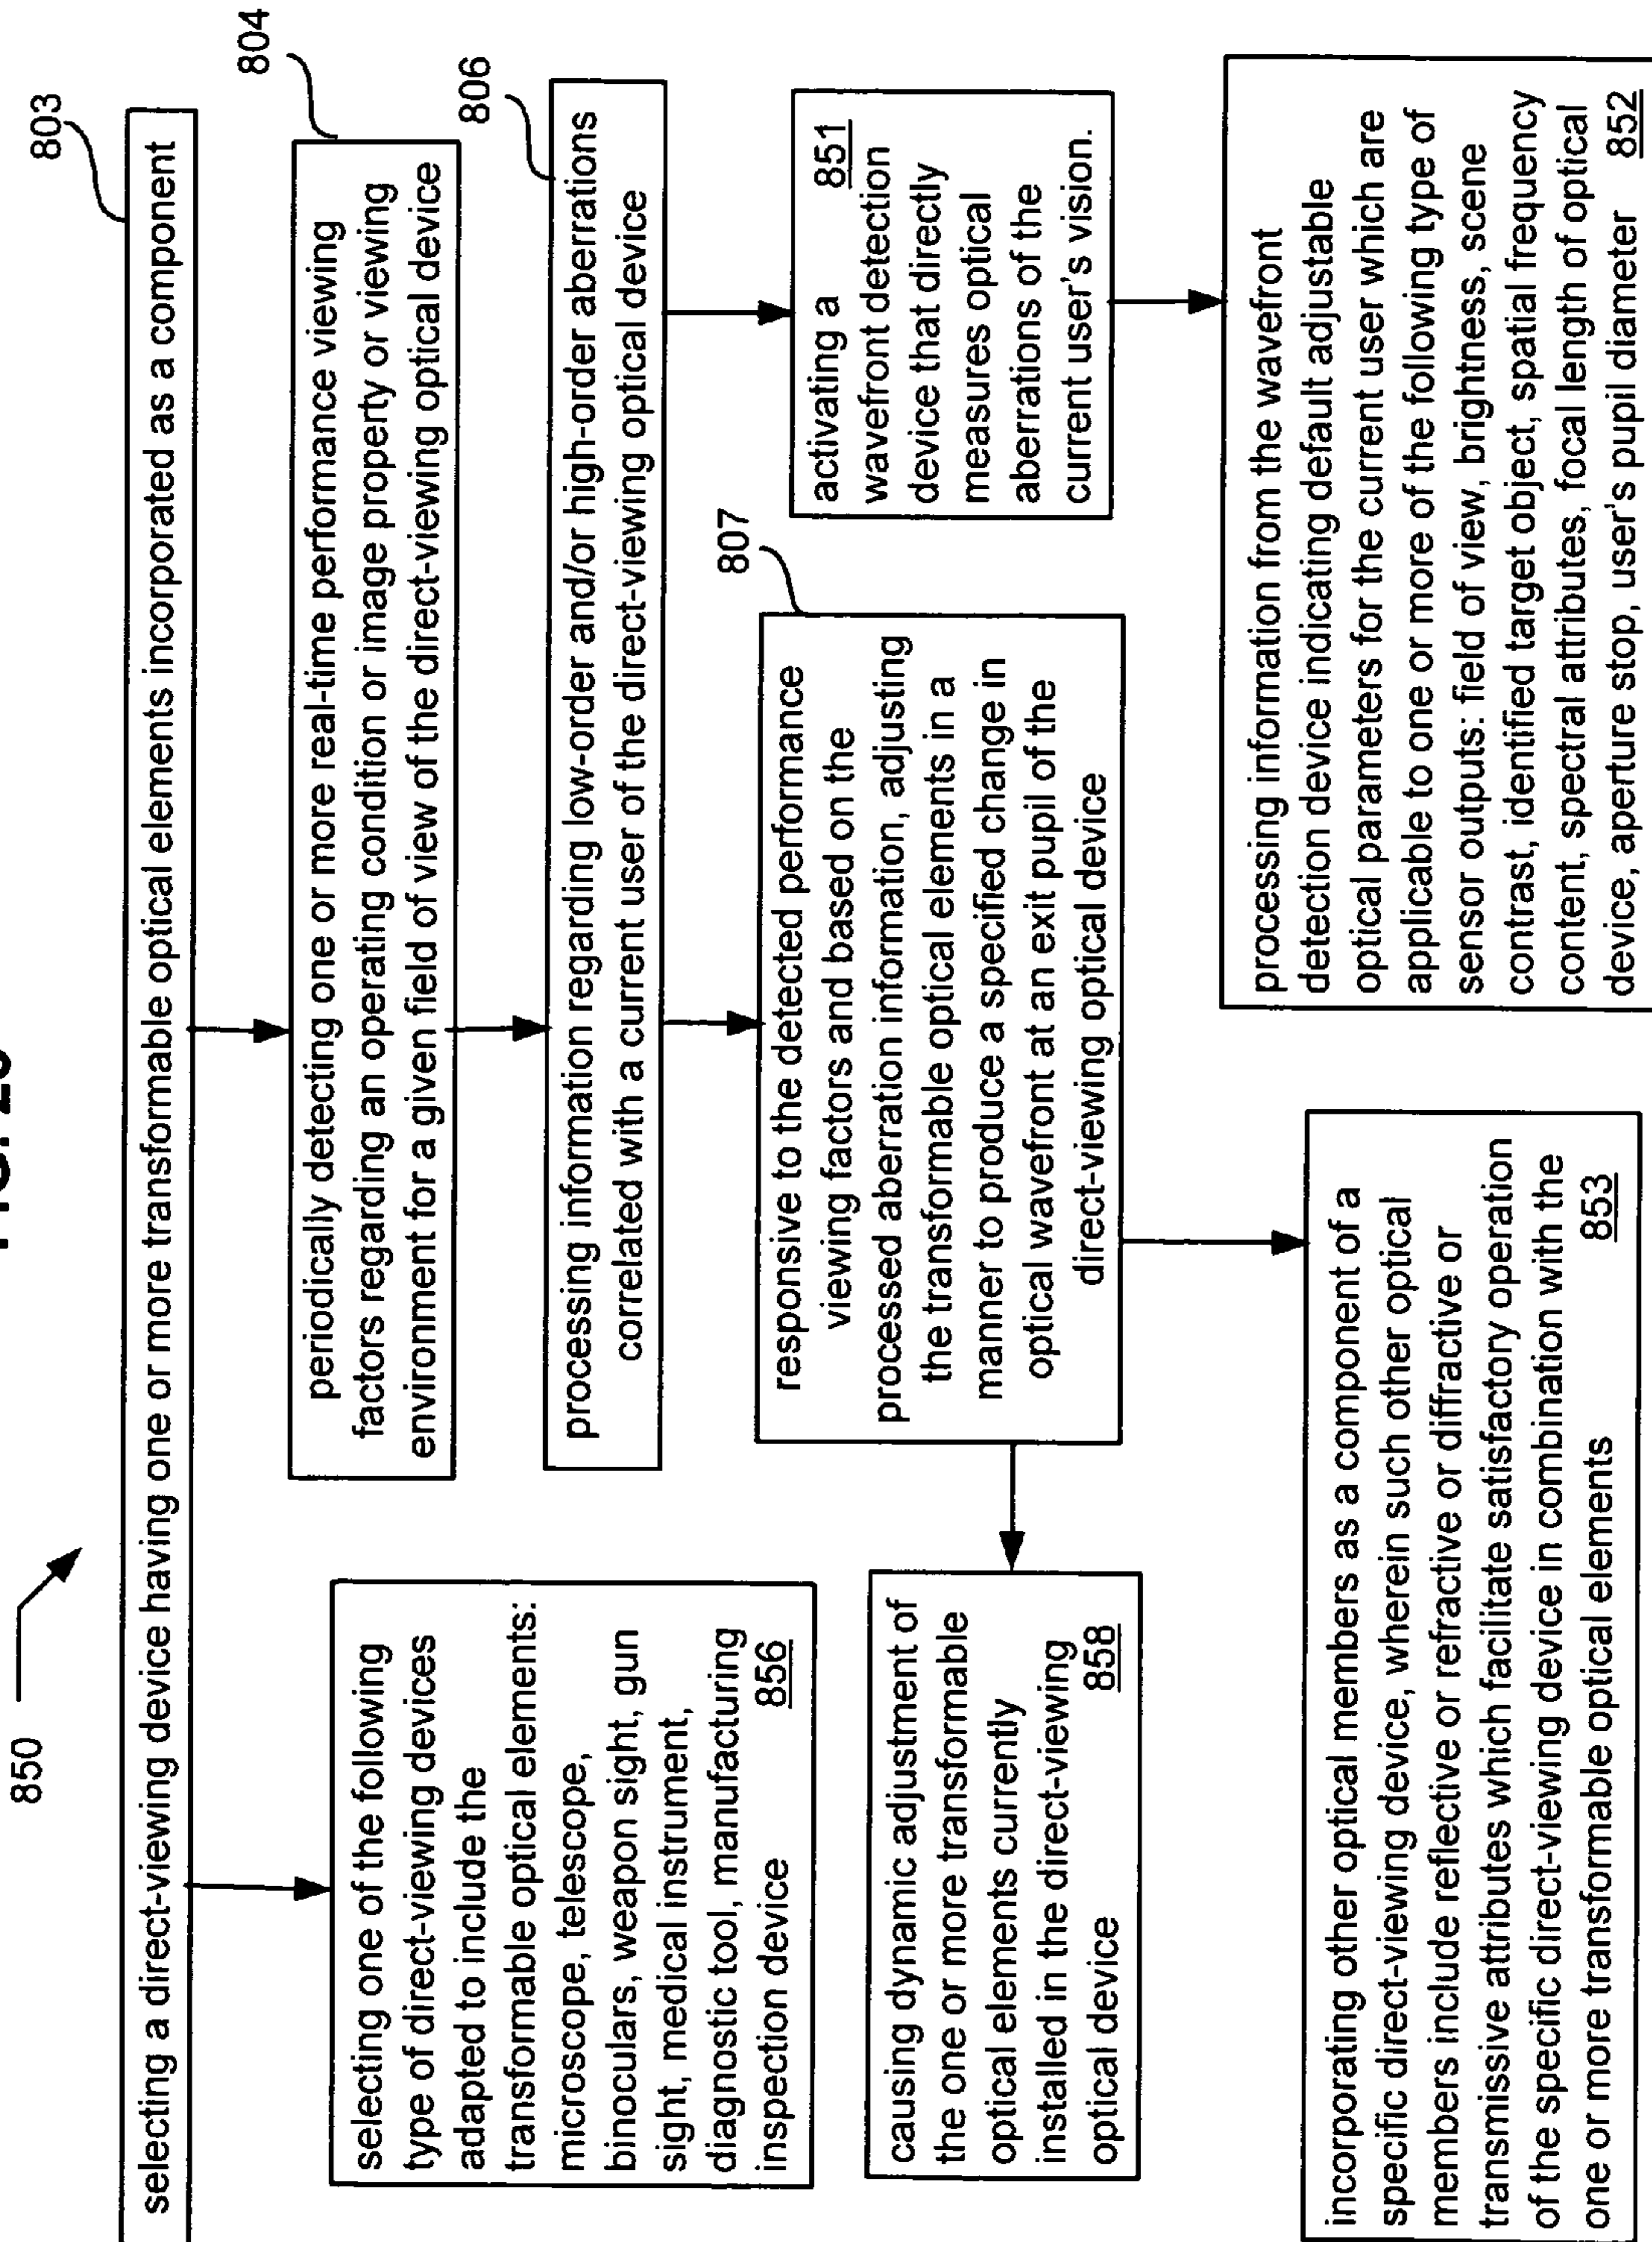 850
803
selecting a direct-viewing device having one or more transformable optical elements incorporated as a component
804
periodically detecting one or more real-time performance viewing
factors regarding an operating condition or image property or viewing
environment for a given field of view of the direct-viewing optical device
selecting one of the following
type of direct-viewing devices
adapted to include the
transformable optical elements:
microscope, telescope,
binoculars, weapon sight, gun
sight, medical instrument,
diagnostic tool, manufacturing
inspection device 856
806
processing information regarding low-order and/or high-order aberrations
correlated with a current user of the direct-viewing optical device
807
responsive to the detected performance
viewing factors and based on the
processed aberration information, adjusting
the transformable optical elements in a
manner to produce a specified change in
optical wavefront at an exit pupil of the
direct-viewing optical device
activating a 851
wavefront detection
device that directly
measures optical
aberrations of the
current user's vision.
causing dynamic adjustment of
the one or more transformable
optical elements currently
installed in the direct-viewing
optical device 858
incorporating other optical members as a component of a
specific direct-viewing device, wherein such other optical
members include reflective or refractive or diffractive or
transmissive attributes which facilitate satisfactory operation
of the specific direct-viewing device in combination with the
one or more transformable optical elements 853
processing information from the wavefront
detection device indicating default adjustable
optical parameters for the current user which are
applicable to one or more of the following type of
sensor outputs: field of view, brightness, scene
contrast, identified target object, spatial frequency
content, spectral attributes, focal length of optical
device, aperture stop, user's pupil diameter 852